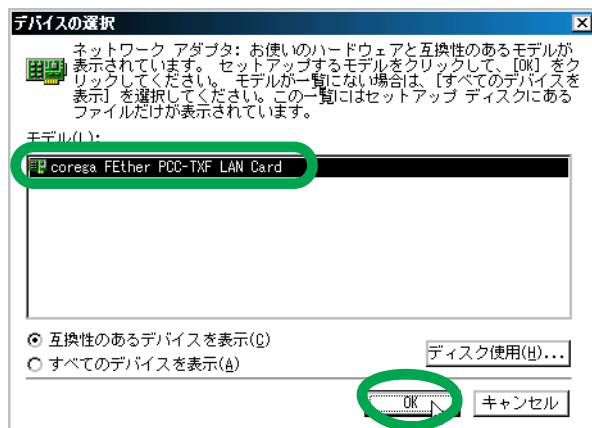 デバイスの選択
ネットワーク アダプタ: お使いのハードウェアと互換性のあるモデルが
表示されています。 セットアップするモデルをクリックして、[OK] をク
リックしてください。 モデルが一覧にない場合は、[すべてのデバイスを
表示] を選択してください。この一覧にはセットアップ ディスクにある
ファイルだけが表示されています。
モデル(L):
corega FEther PCC-TXF LAN Card
互換性のあるデバイスを表示(C)
すべてのデバイスを表示(A)
ディスク使用(H)...
OK
キャンセル